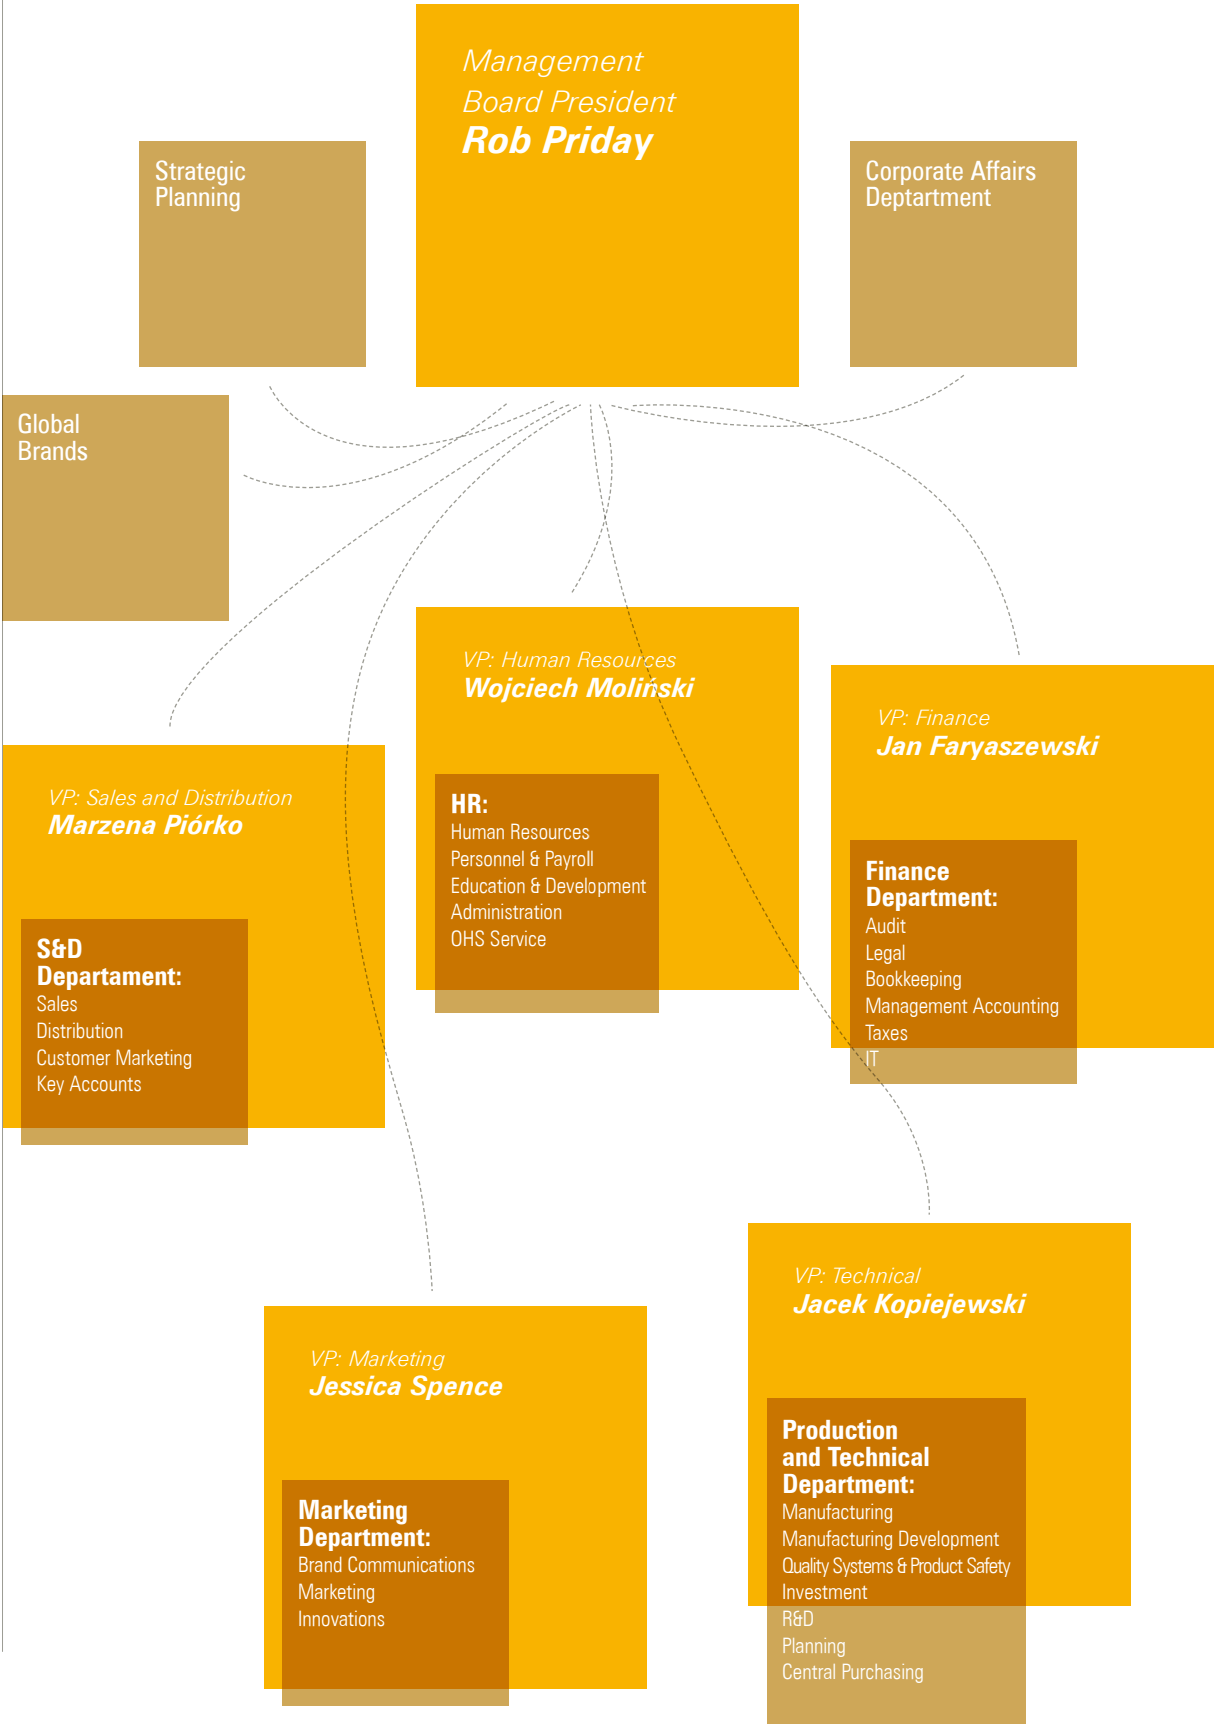 Management
Board President
Rob Priday
Strategic
Planning
Corporate Affairs
Deptartment
Global
Brands
VP: Human Resources
Wojciech Moliński
HR:
Human Resources
Personnel & Payroll
Education & Development
Administration
OHS Service
VP: Finance
Jan Faryaszewski
Finance
Department:
Audit
Legal
Bookkeeping
Management Accounting
Taxes
IT
VP: Sales and Distribution
Marzena Piórko
S&D
Departament:
Sales
Distribution
Customer Marketing
Key Accounts
VP: Marketing
Jessica Spence
Marketing
Department:
Brand Communications
Marketing
Innovations
VP: Technical
Jacek Kopiejewski
Production
and Technical
Department:
Manufacturing
Manufacturing Development
Quality Systems & Product Safety
Investment
R&D
Planning
Central Purchasing